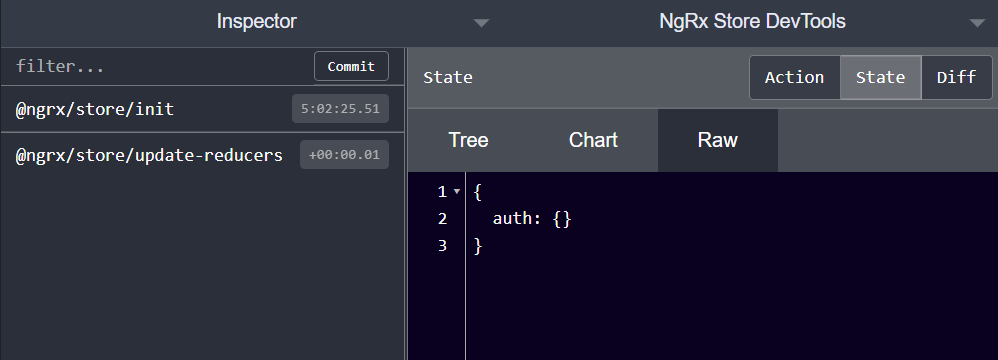 Inspector
NgRx Store DevTools
filter...
Commit
@ngrx/store/init
5:02:25.51
@ngrx/store/update-reducers
+00:00.01
State
Action
State
Diff
Tree
Chart
Raw
1 {
2 auth: {}
3 }